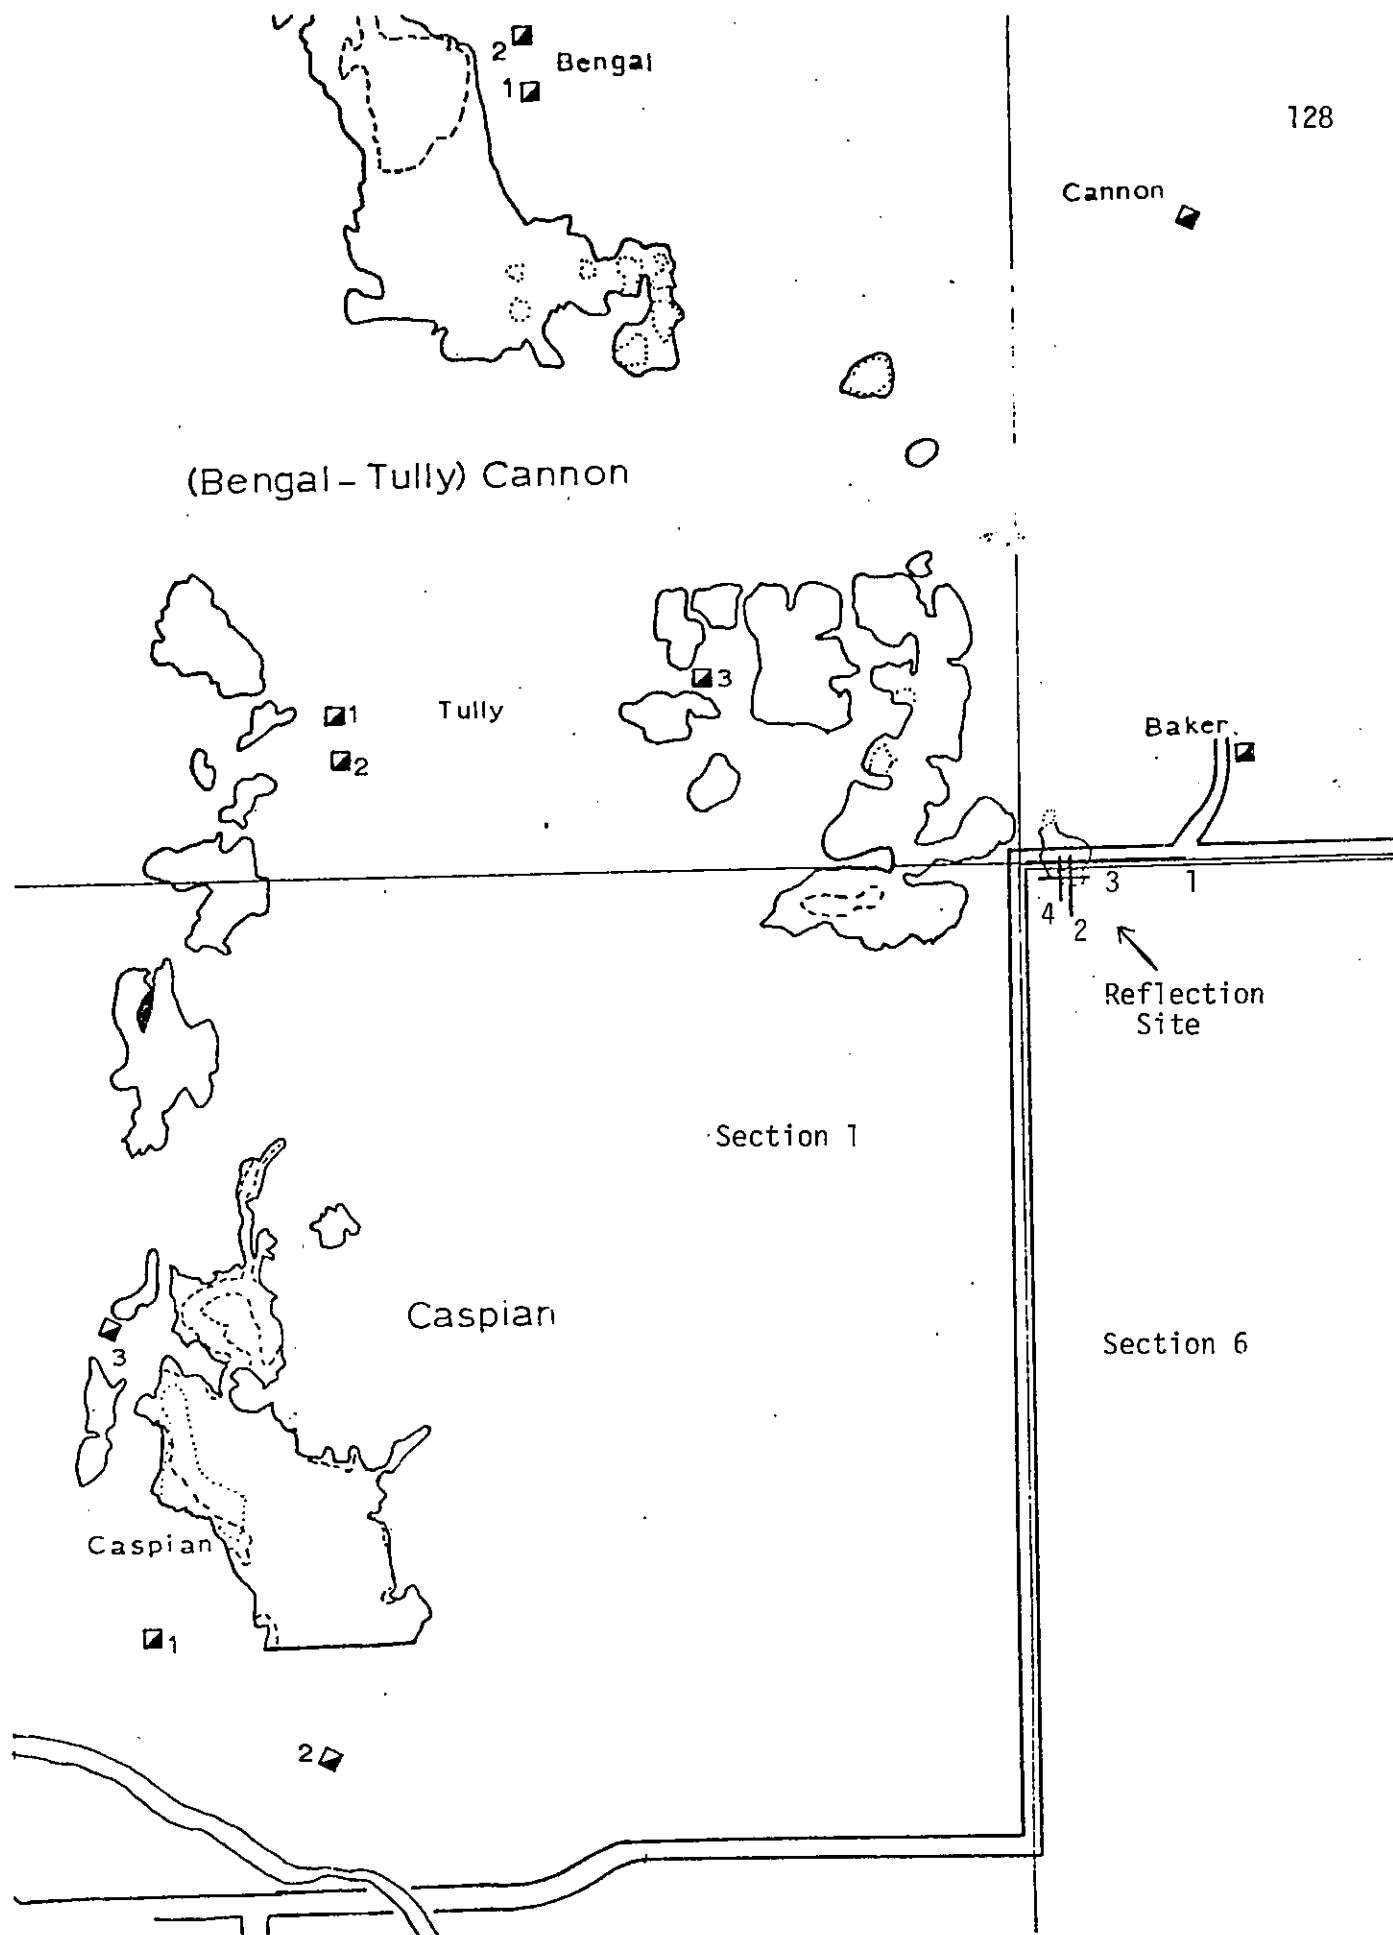 2
Bengal
1
128
Cannon
(Bengal-Tully) Cannon
3
1
Tully
2
Baker
3
1
4
2
Reflection
Site
Section 1
Caspian
3
Section 6
Caspian
1
2